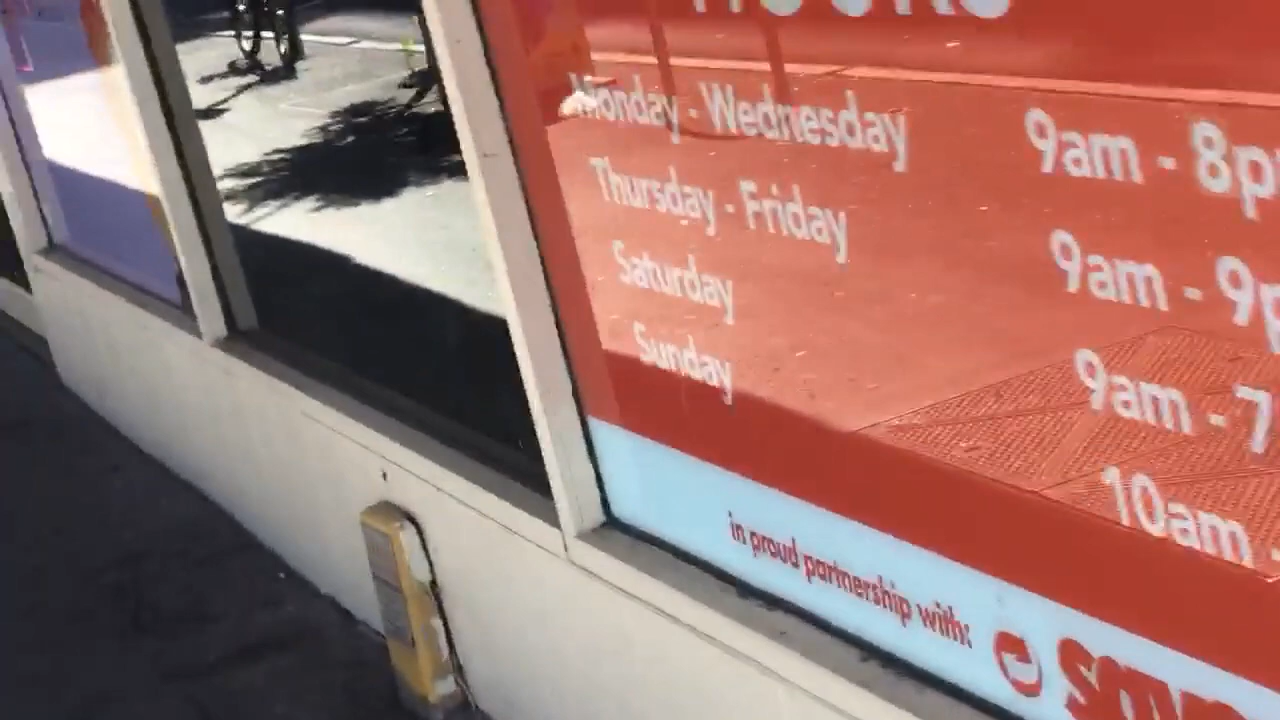 Monday - Wednesday 9am - 8p
Thursday - Friday 9am - 9p
Saturday 9am - 7
Sunday 10am -
in proud partnership with: